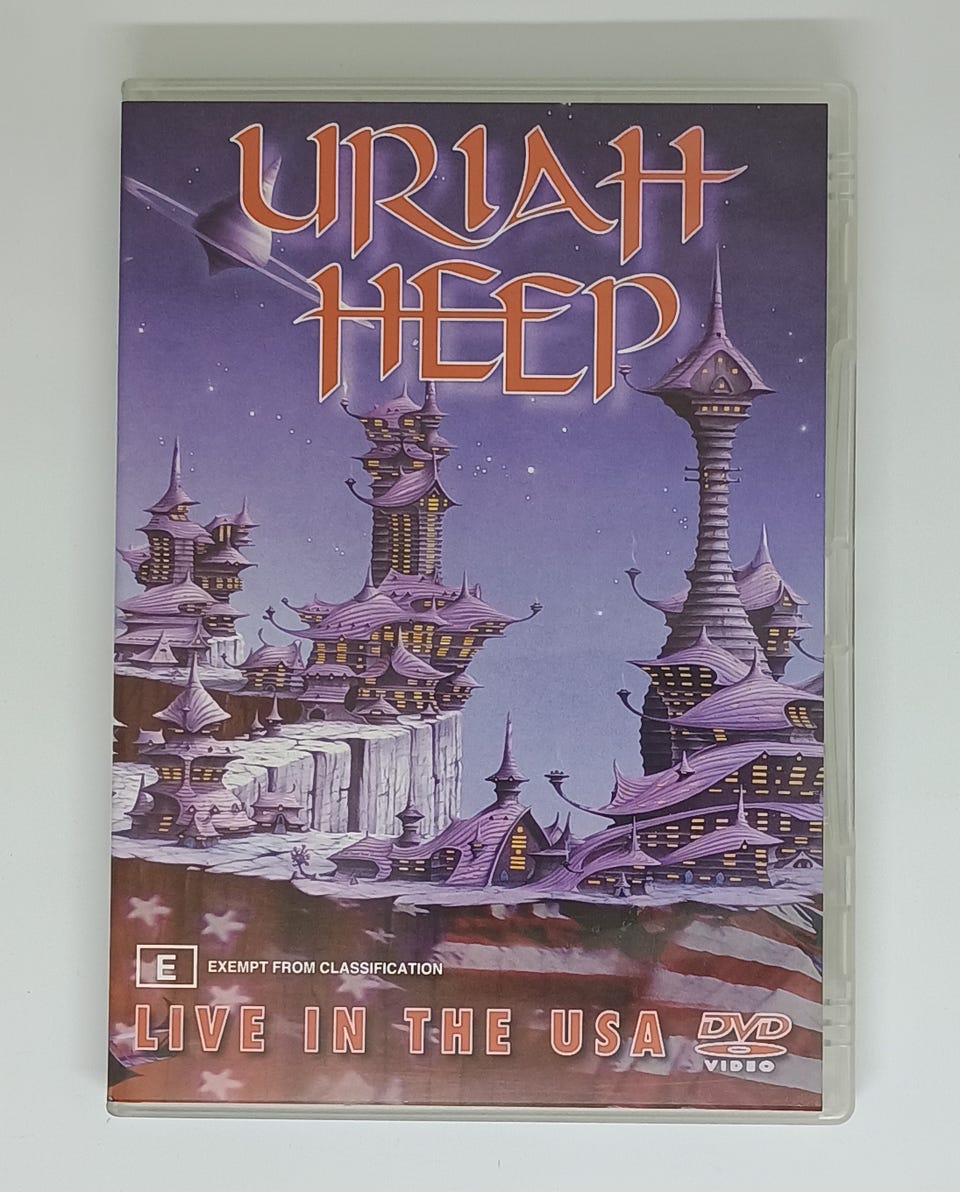 URIAH
HEEP
E EXEMPT FROM CLASSIFICATION
LIVE IN THE USA
DVD
VIDEO